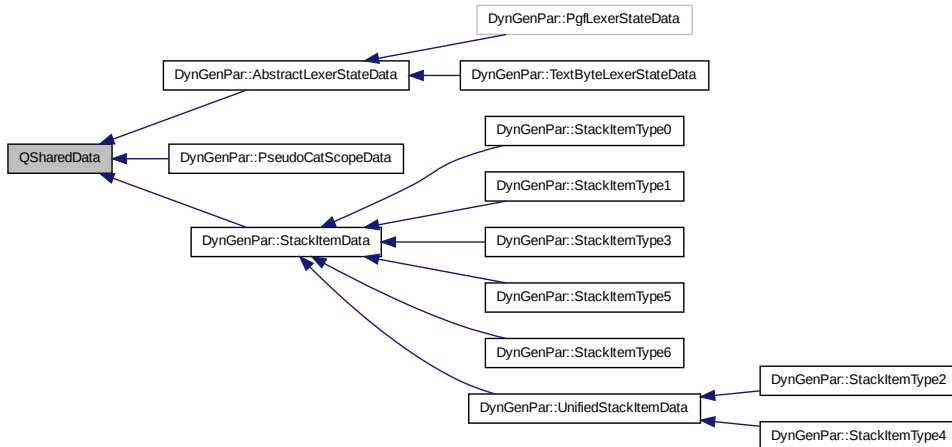 DynGenPar::PgfLexerStateData
DynGenPar::AbstractLexerStateData
DynGenPar::TextByteLexerStateData
DynGenPar::StackItemType0
QSharedData
DynGenPar::PseudoCatScopeData
DynGenPar::StackItemType1
DynGenPar::StackItemData
DynGenPar::StackItemType3
DynGenPar::StackItemType5
DynGenPar::StackItemType6
DynGenPar::StackItemType2
DynGenPar::UnifiedStackItemData
DynGenPar::StackItemType4